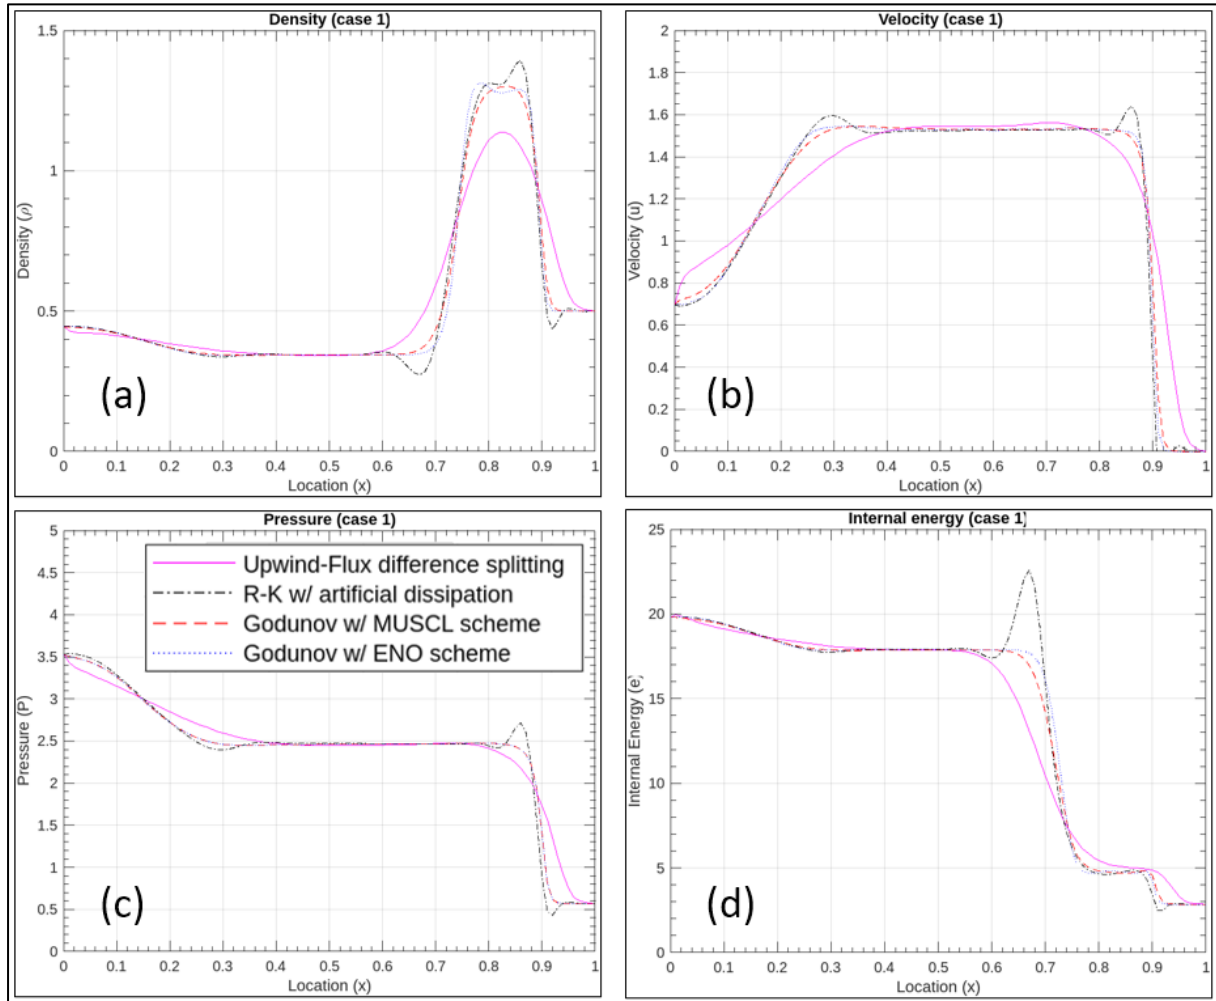 Density (case 1)
1.5
1
0.5
0
Density (ρ)
(a)
0 0.1 0.2 0.3 0.4 0.5 0.6 0.7 0.8 0.9 1
Location (x)
Velocity (case 1)
2
1.8
1.6
1.4
1.2
1
0.8
0.6
0.4
0.2
0
Velocity (u)
(b)
0 0.1 0.2 0.3 0.4 0.5 0.6 0.7 0.8 0.9 1
Location (x)
Pressure (case 1)
5
4.5
4
3.5
3
2.5
2
1.5
1
0.5
0
Pressure (P)
Upwind-Flux difference splitting
R-K w/ artificial dissipation
Godunov w/ MUSCL scheme
Godunov w/ ENO scheme
(c)
0 0.1 0.2 0.3 0.4 0.5 0.6 0.7 0.8 0.9 1
Location (x)
Internal energy (case 1)
25
20
15
10
5
0
Internal Energy (e)
(d)
0 0.1 0.2 0.3 0.4 0.5 0.6 0.7 0.8 0.9 1
Location (x)